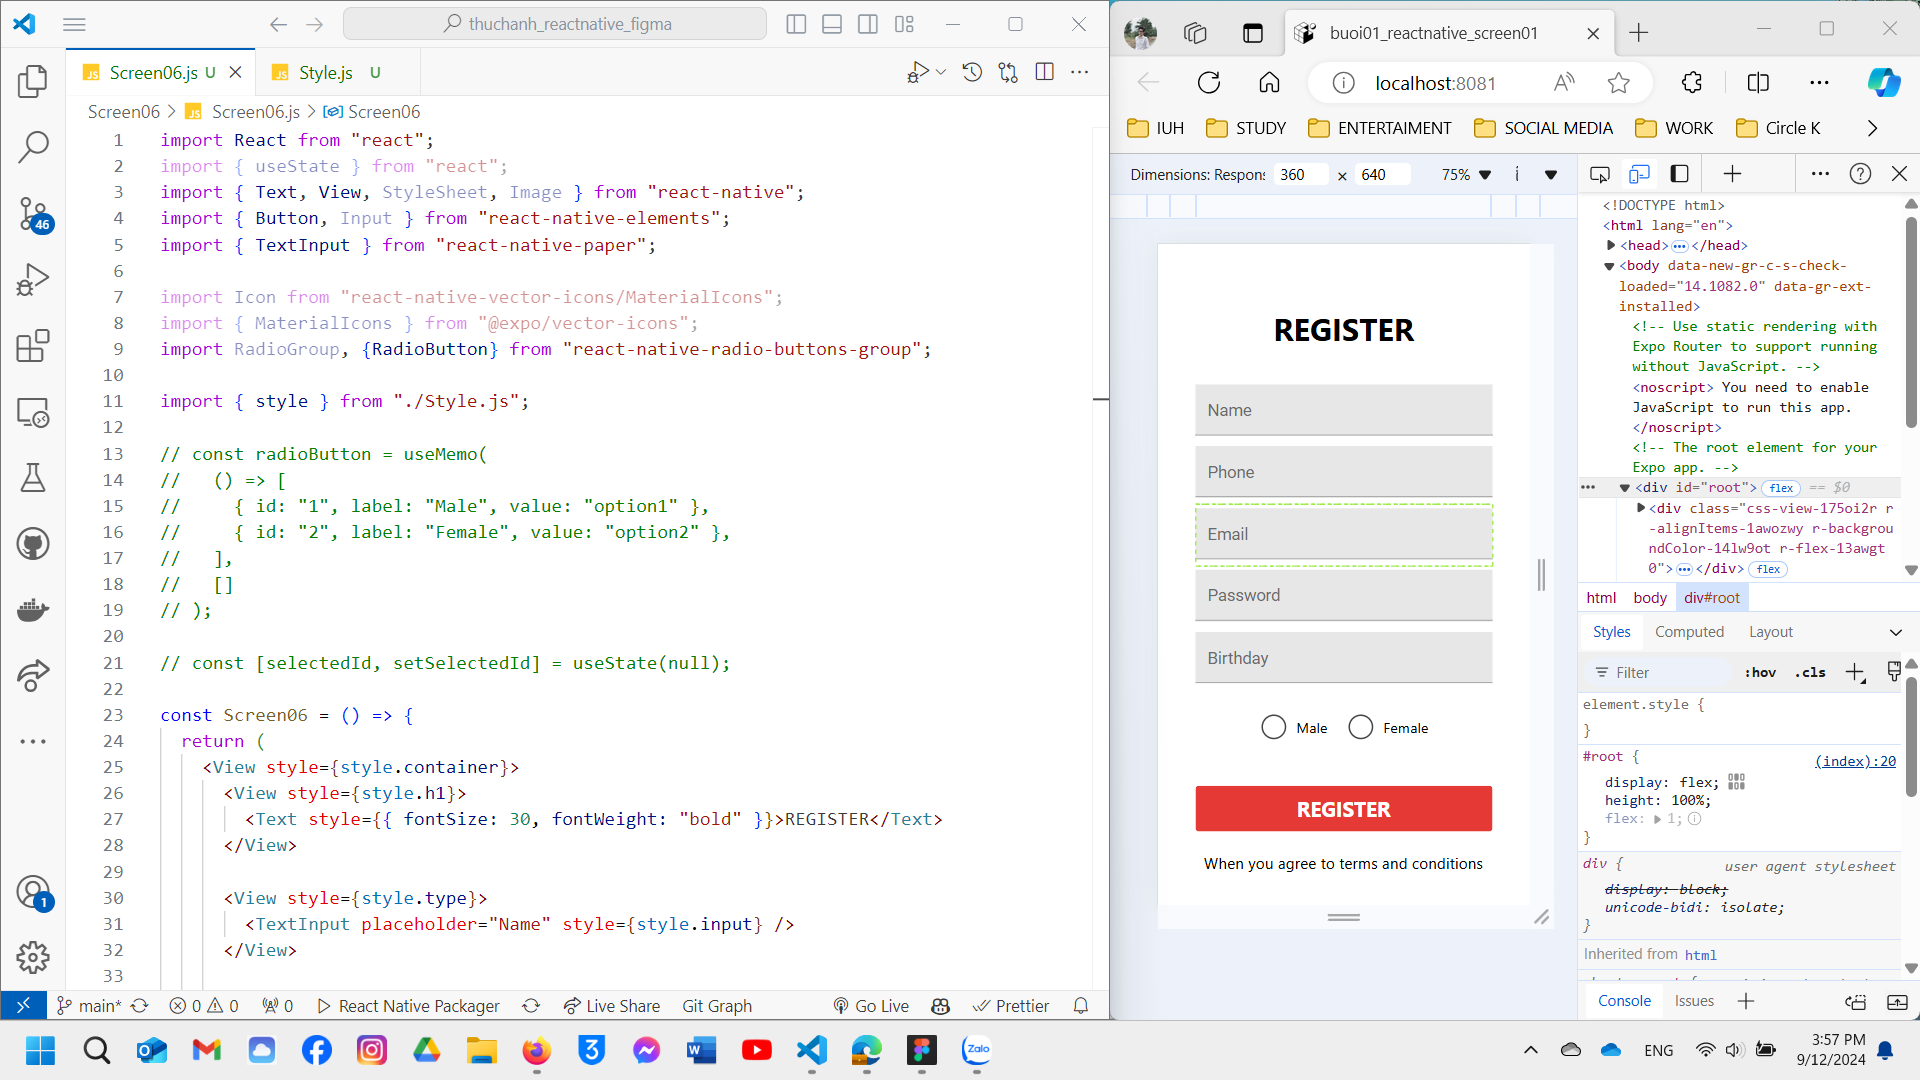 thuchanh_reactnative_figma
Screen06.js U
Style.js U
Screen06 > Screen06.js > Screen06
1 import React from "react";
2 import { useState } from "react";
3 import { Text, View, StyleSheet, Image } from "react-native";
4 import { Button, Input } from "react-native-elements";
5 import { TextInput } from "react-native-paper";
6
7 import Icon from "react-native-vector-icons/MaterialIcons";
8 import { MaterialIcons } from "@expo/vector-icons";
9 import RadioGroup, {RadioButton} from "react-native-radio-buttons-group";
10
11 import { style } from "./Style.js";
12
13 // const radioButton = useMemo(
14 //   () => [
15 //     { id: "1", label: "Male", value: "option1" },
16 //     { id: "2", label: "Female", value: "option2" },
17 //   ],
18 //   []
19 // );
20
21 // const [selectedId, setSelectedId] = useState(null);
22
23 const Screen06 = () => {
24   return (
25     <View style={style.container}>
26       <View style={style.h1}>
27         <Text style={{ fontSize: 30, fontWeight: "bold" }}>REGISTER</Text>
28       </View>
29
30       <View style={style.type}>
31         <TextInput placeholder="Name" style={style.input} />
32       </View>
33
46
1
main* 0 0 0 React Native Packager Live Share Git Graph Go Live Prettier
buoi01_reactnative_screen01
localhost:8081
IUH STUDY ENTERTAIMENT SOCIAL MEDIA WORK Circle K
Dimensions: Respons 360 x 640 75%
REGISTER
Name
Phone
Email
Password
Birthday
Male Female
REGISTER
When you agree to terms and conditions
<!DOCTYPE html>
<html lang="en">
<head> ••• </head>
<body data-new-gr-c-s-check-
loaded="14.1082.0" data-gr-ext-
installed>
<!-- Use static rendering with
Expo Router to support running
without JavaScript. -->
<noscript> You need to enable
JavaScript to run this app.
</noscript>
<!-- The root element for your
Expo app. -->
••• <div id="root"> flex == $0
<div class="css-view-175oi2r r
-alignItems-1awozwy r-backgrou
ndColor-14lw9ot r-flex-13awgt
0"> ••• </div> flex
html body div#root
Styles Computed Layout
Filter :hov .cls
element.style {
}
#root { (index):20
display: flex;
height: 100%;
flex: 1;
}
div { user agent stylesheet
display: block;
unicode-bidi: isolate;
}
Inherited from html
Console Issues
Zalo
ENG
3:57 PM
9/12/2024